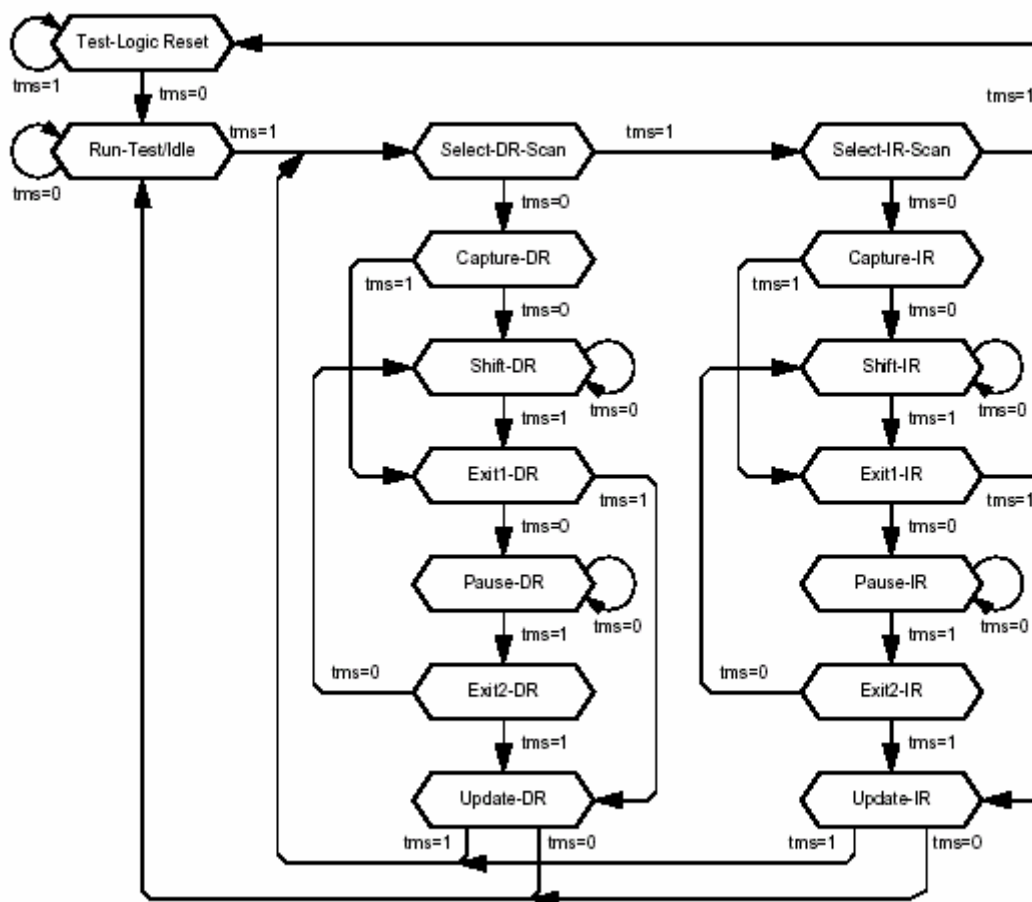 Test-Logic Reset
tms=1
tms=0
tms=1
Run-Test/Idle
tms=1
Select-DR-Scan
tms=1
Select-IR-Scan
tms=0
tms=0
tms=0
Capture-DR
Capture-IR
tms=1
tms=1
tms=0
tms=0
Shift-DR
Shift-IR
tms=0
tms=0
tms=1
tms=1
Exit1-DR
Exit1-IR
tms=1
tms=1
tms=0
tms=0
Pause-DR
Pause-IR
tms=0
tms=0
tms=1
tms=1
tms=0
Exit2-DR
tms=0
Exit2-IR
tms=1
tms=1
Update-DR
Update-IR
tms=1
tms=0
tms=1
tms=0